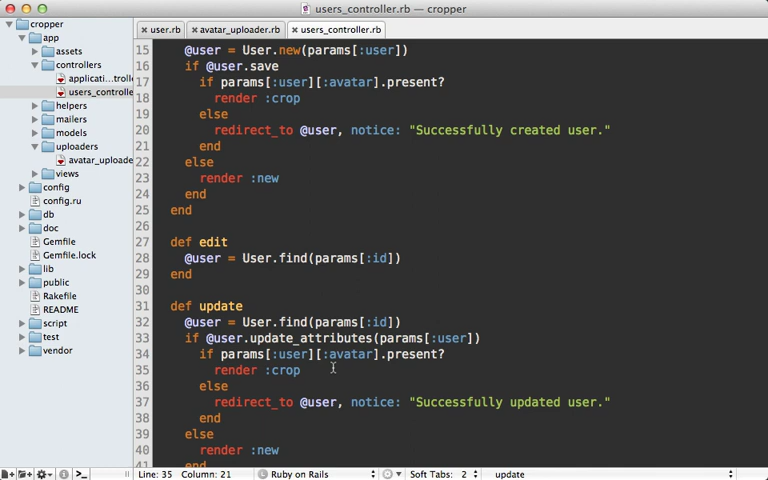 users_controller.rb — cropper
cropper
app
assets
controllers
applicati...troll
users_controlle
helpers
mailers
models
uploaders
avatar_uploade
views
config
config.ru
db
doc
Gemfile
Gemfile.lock
lib
public
Rakefile
README
script
test
vendor
user.rb
avatar_uploader.rb
users_controller.rb
15 @user = User.new(params[:user])
16 if @user.save
17 if params[:user][:avatar].present?
18 render :crop
19 else
20 redirect_to @user, notice: "Successfully created user."
21 end
22 else
23 render :new
24 end
25 end
26
27 def edit
28 @user = User.find(params[:id])
29 end
30
31 def update
32 @user = User.find(params[:id])
33 if @user.update_attributes(params[:user])
34 if params[:user][:avatar].present?
35 render :crop
36 else
37 redirect_to @user, notice: "Successfully updated user."
38 end
39 else
40 render :new
41 end
Line: 35 Column: 21 Ruby on Rails Soft Tabs: 2 update